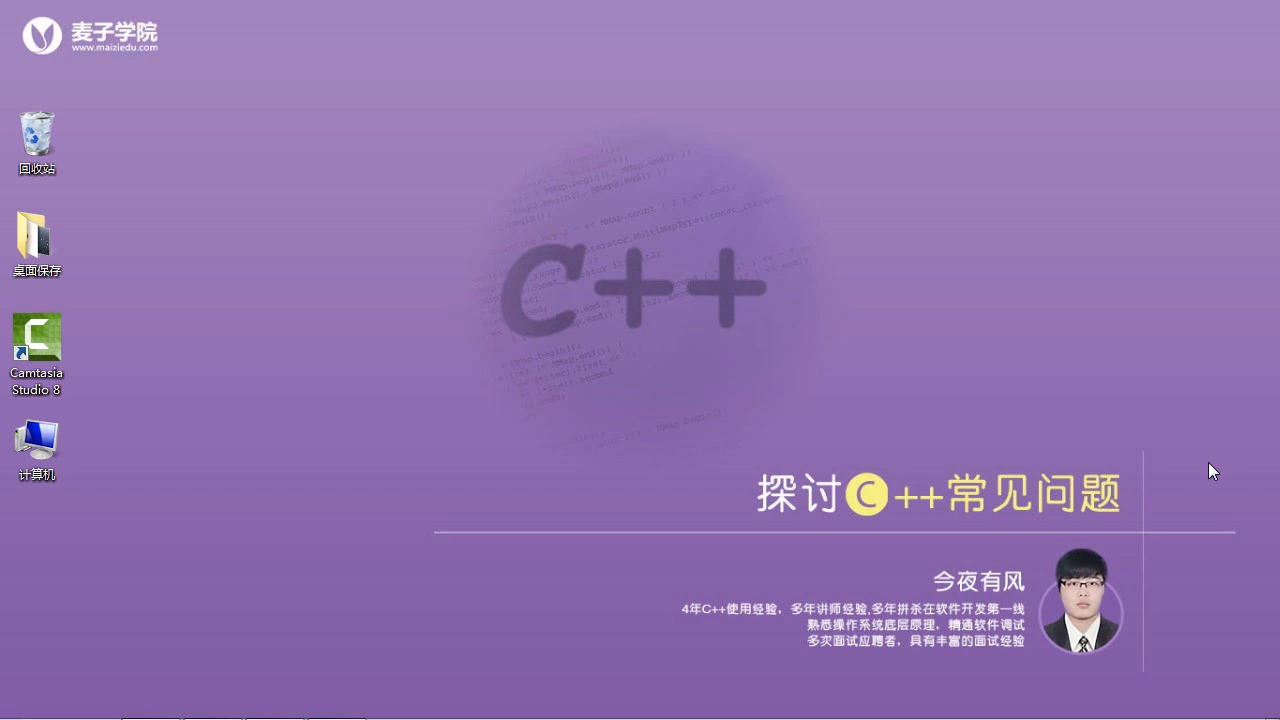 麦子学院
www.maiziedu.com
回收站
桌面保存
Camtasia
Studio 8
计算机
C++
探讨C++常见问题
今夜有风
4年C++使用经验，多年讲师经验,多年拼杀在软件开发第一线
熟悉操作系统底层原理，精通软件调试
多次面试应聘者，具有丰富的面试经验